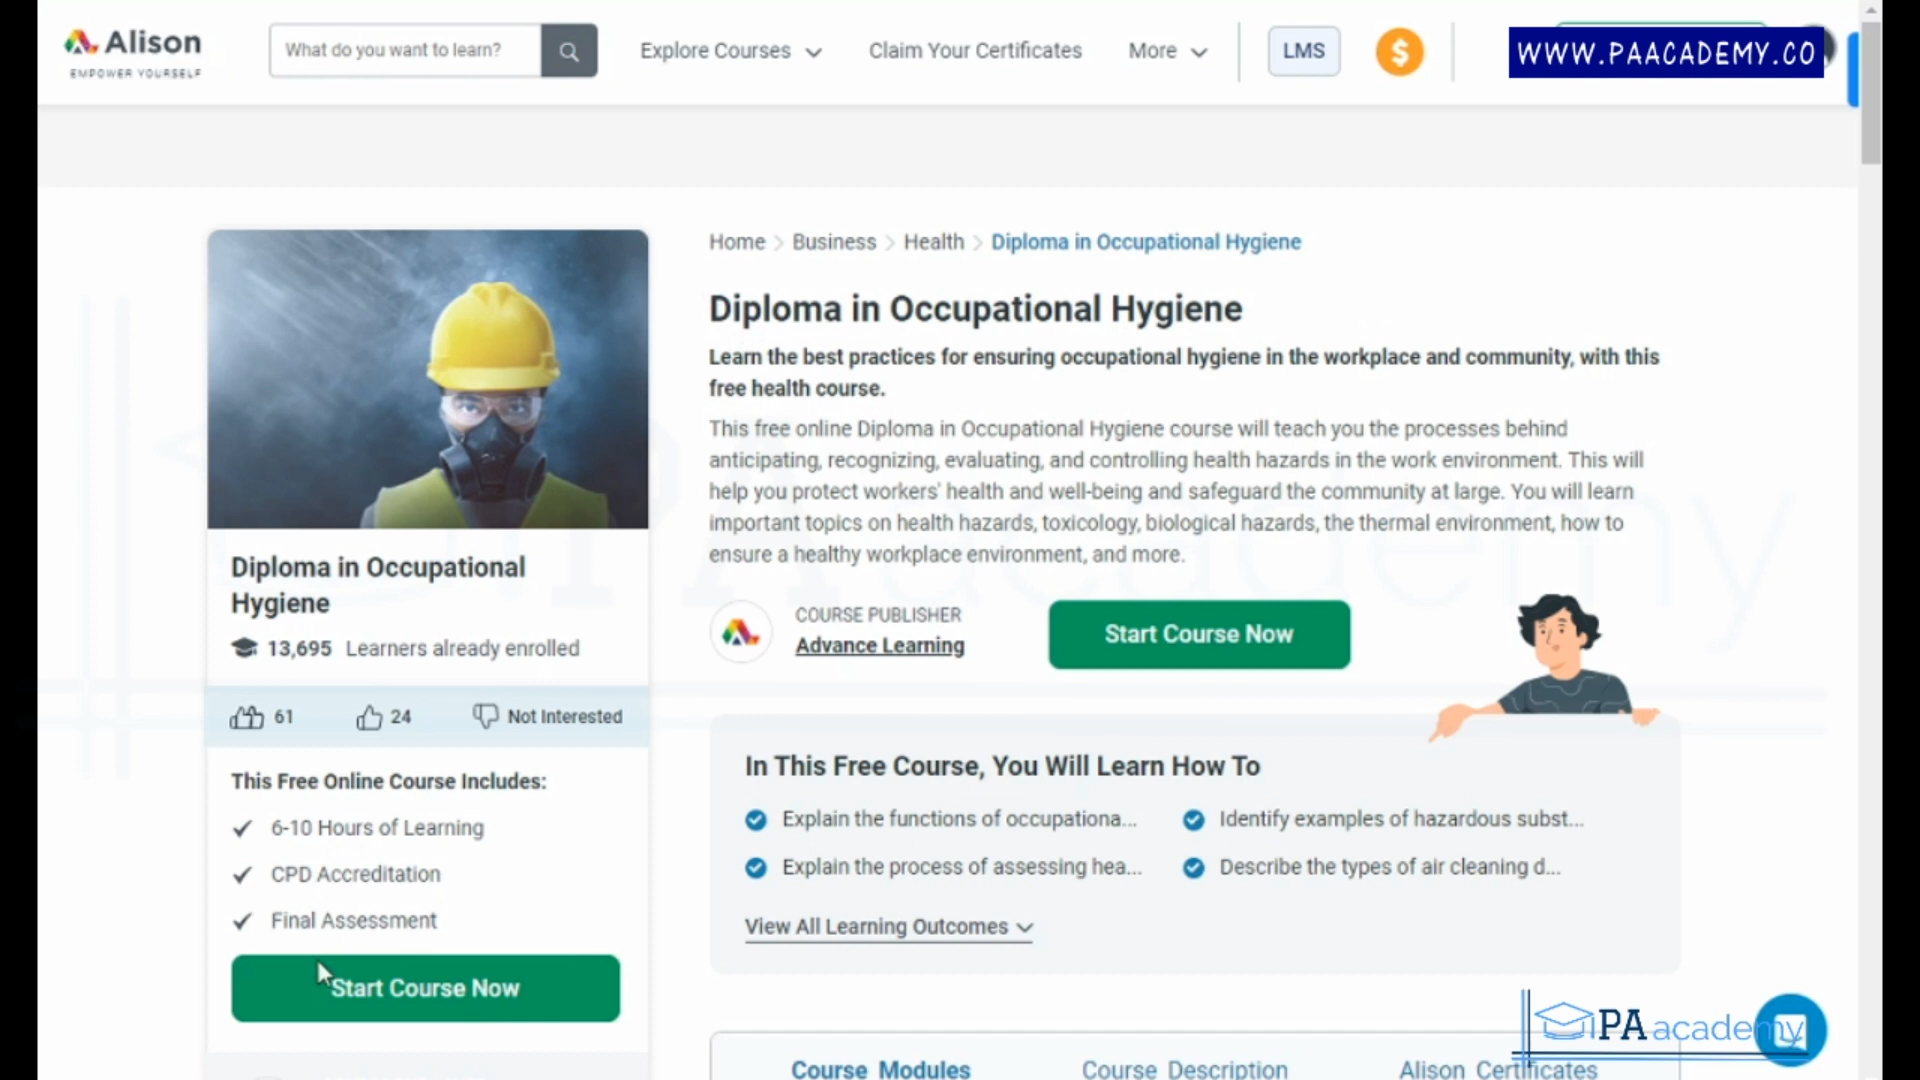 Alison
EMPOWER YOURSELF
What do you want to learn?
Explore Courses
Claim Your Certificates
More
LMS
$
WWW.PAACADEMY.CO
Home > Business > Health > Diploma in Occupational Hygiene
Diploma in Occupational Hygiene
Learn the best practices for ensuring occupational hygiene in the workplace and community, with this
free health course.
This free online Diploma in Occupational Hygiene course will teach you the processes behind
anticipating, recognizing, evaluating, and controlling health hazards in the work environment. This will
help you protect workers' health and well-being and safeguard the community at large. You will learn
important topics on health hazards, toxicology, biological hazards, the thermal environment, how to
ensure a healthy workplace environment, and more.
COURSE PUBLISHER
Advance Learning
Start Course Now
Diploma in Occupational
Hygiene
13,695 Learners already enrolled
61
24
Not Interested
This Free Online Course Includes:
6-10 Hours of Learning
CPD Accreditation
Final Assessment
Start Course Now
In This Free Course, You Will Learn How To
Explain the functions of occupationa...
Identify examples of hazardous subst...
Explain the process of assessing hea...
Describe the types of air cleaning d...
View All Learning Outcomes
Course Modules
Course Description
Alison Certificates
PA academy
PA academy